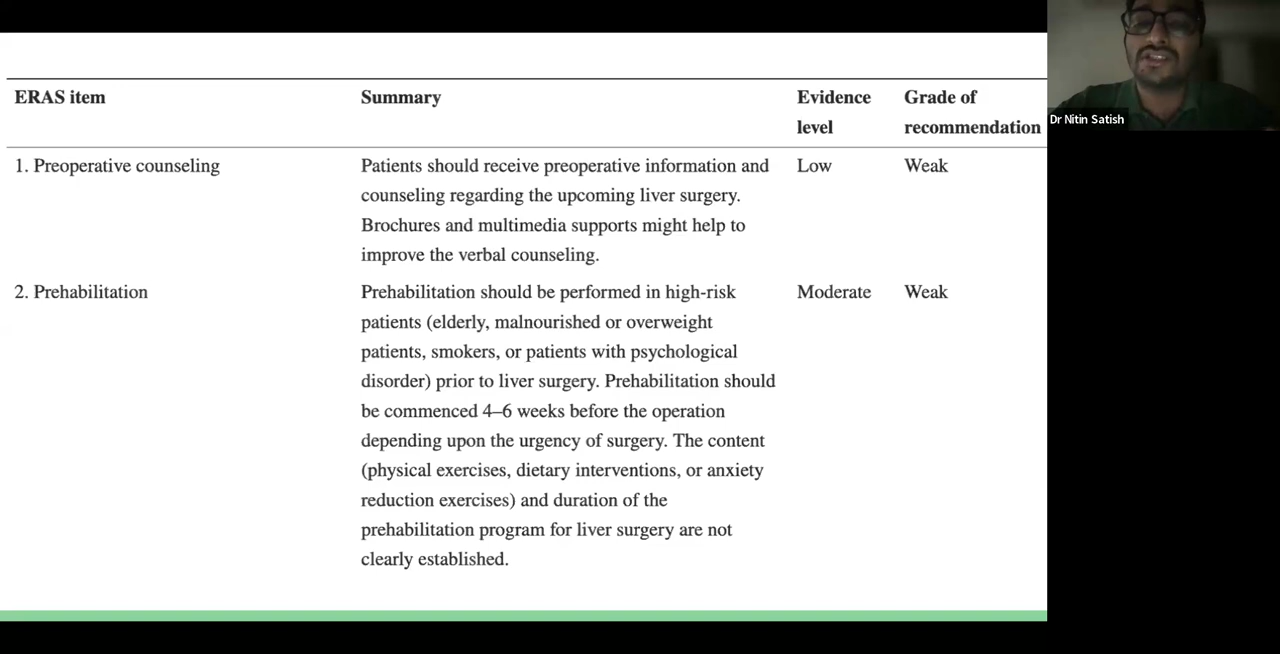 ERAS item Summary Evidence level Grade of recommendation
1. Preoperative counseling Patients should receive preoperative information and Low Weak
counseling regarding the upcoming liver surgery.
Brochures and multimedia supports might help to
improve the verbal counseling.
2. Prehabilitation Prehabilitation should be performed in high-risk Moderate Weak
patients (elderly, malnourished or overweight
patients, smokers, or patients with psychological
disorder) prior to liver surgery. Prehabilitation should
be commenced 4–6 weeks before the operation
depending upon the urgency of surgery. The content
(physical exercises, dietary interventions, or anxiety
reduction exercises) and duration of the
prehabilitation program for liver surgery are not
clearly established.
Dr Nitin Satish